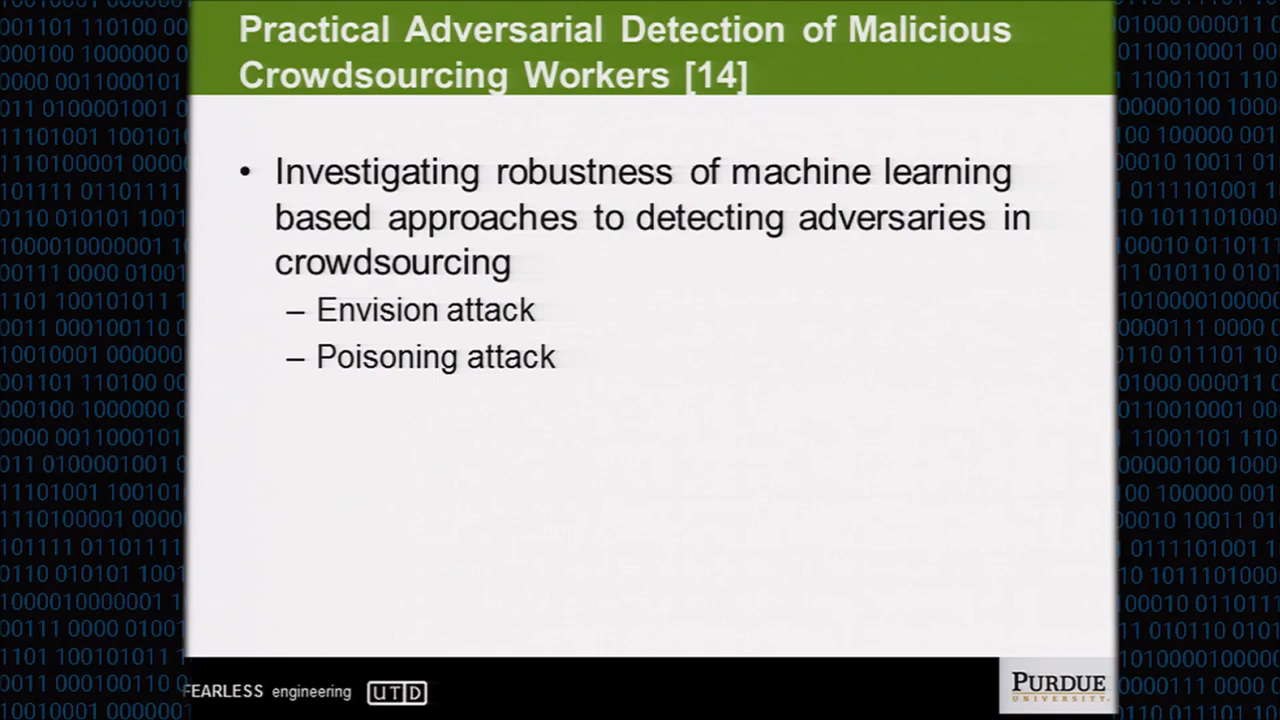 Practical Adversarial Detection of Malicious
Crowdsourcing Workers [14]
• Investigating robustness of machine learning
based approaches to detecting adversaries in
crowdsourcing
– Envision attack
– Poisoning attack
FEARLESS engineering UTD
PURDUE
UNIVERSITY